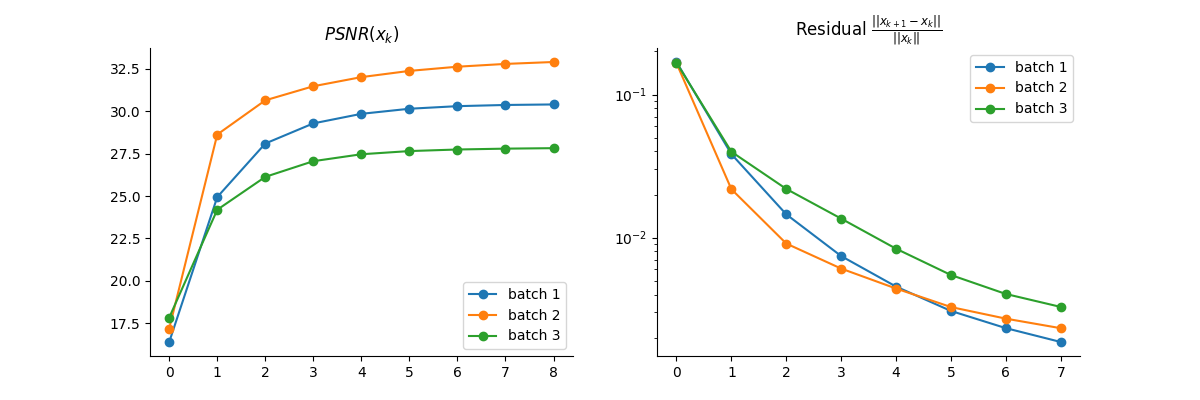 PSNR(x_k)
32.5
30.0
27.5
25.0
22.5
20.0
17.5
0 1 2 3 4 5 6 7 8
batch 1
batch 2
batch 3
Residual \frac{||x_{k+1} − x_k||}{||x_k||}
10^{−1}
10^{−2}
0 1 2 3 4 5 6 7
batch 1
batch 2
batch 3